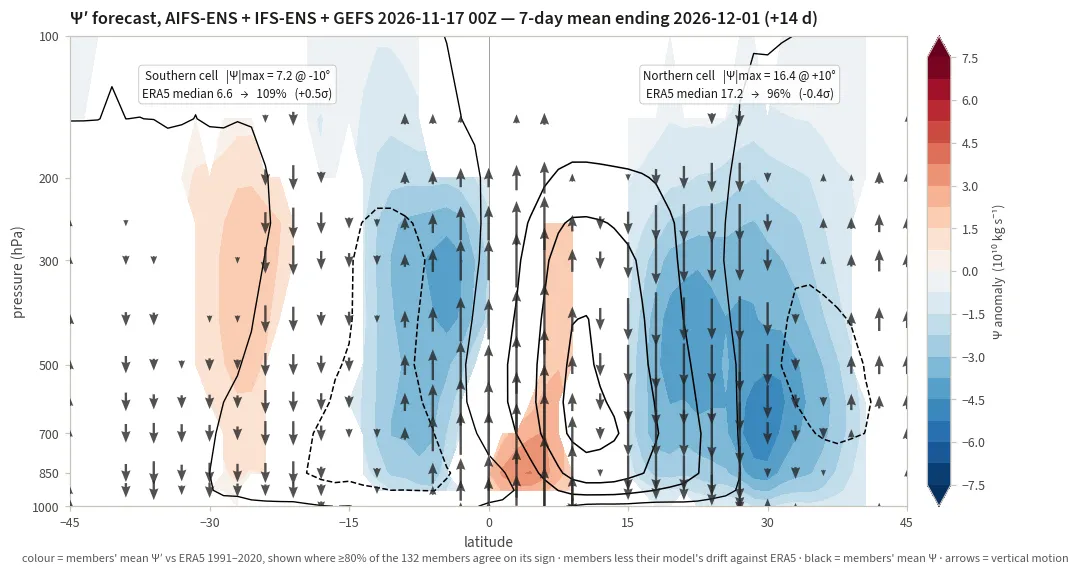 Ψ′ forecast, AIFS-ENS + IFS-ENS + GEFS 2026-11-17 00Z — 7-day mean ending 2026-12-01 (+14 d)
Southern cell |Ψ|max = 7.2 @ -10°
ERA5 median 6.6 → 109% (+0.5σ)
Northern cell |Ψ|max = 16.4 @ +10°
ERA5 median 17.2 → 96% (-0.4σ)
pressure (hPa)
100
200
300
400
500
700
850
1000
−45
−30
−15
0
15
30
45
latitude
7.5
6.0
4.5
3.0
1.5
0.0
−1.5
−3.0
−4.5
−6.0
−7.5
Ψ anomaly (10¹⁰ kg s⁻¹)
colour = members' mean Ψ′ vs ERA5 1991–2020, shown where ≥80% of the 132 members agree on its sign · members less their model's drift against ERA5 · black = members' mean Ψ · arrows = vertical motion